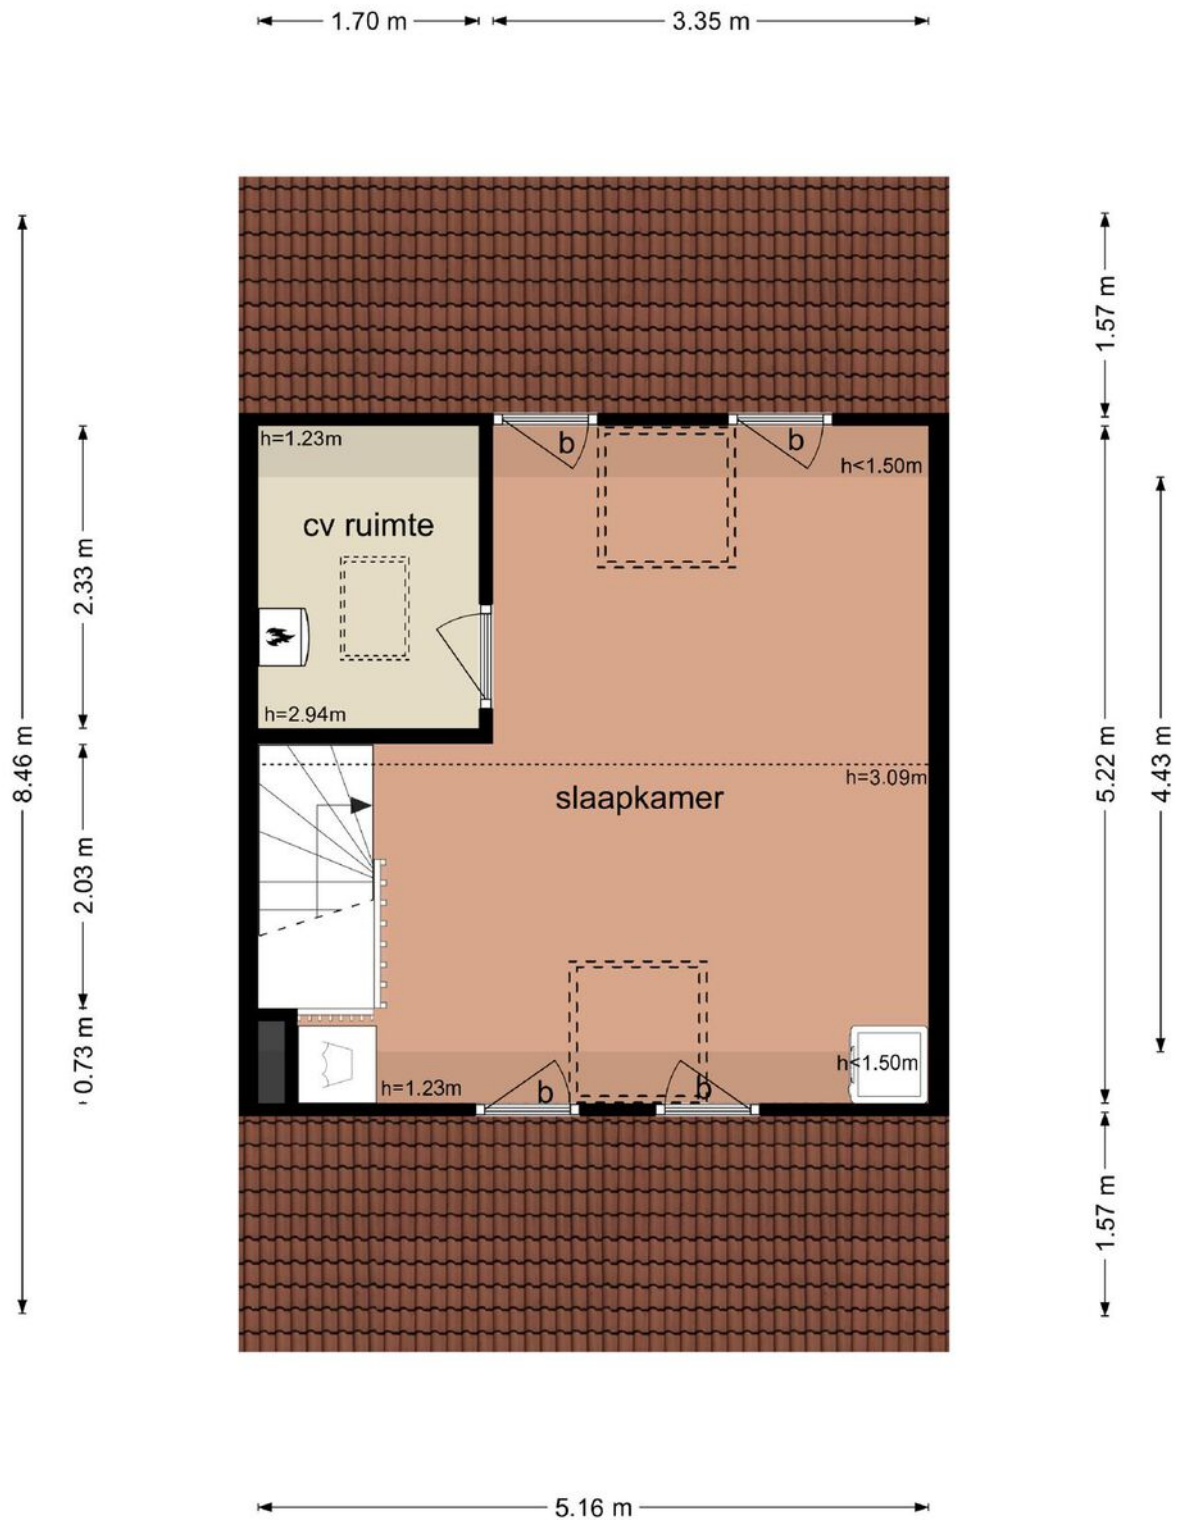 1.70 m
3.35 m
1.57 m
b
b
h=1.23m
h<1.50m
cv ruimte
2.33 m
h=2.94m
8.46 m
5.22 m
4.43 m
h=3.09m
slaapkamer
2.03 m
0.73 m
h<1.50m
h=1.23m
b
b
1.57 m
5.16 m